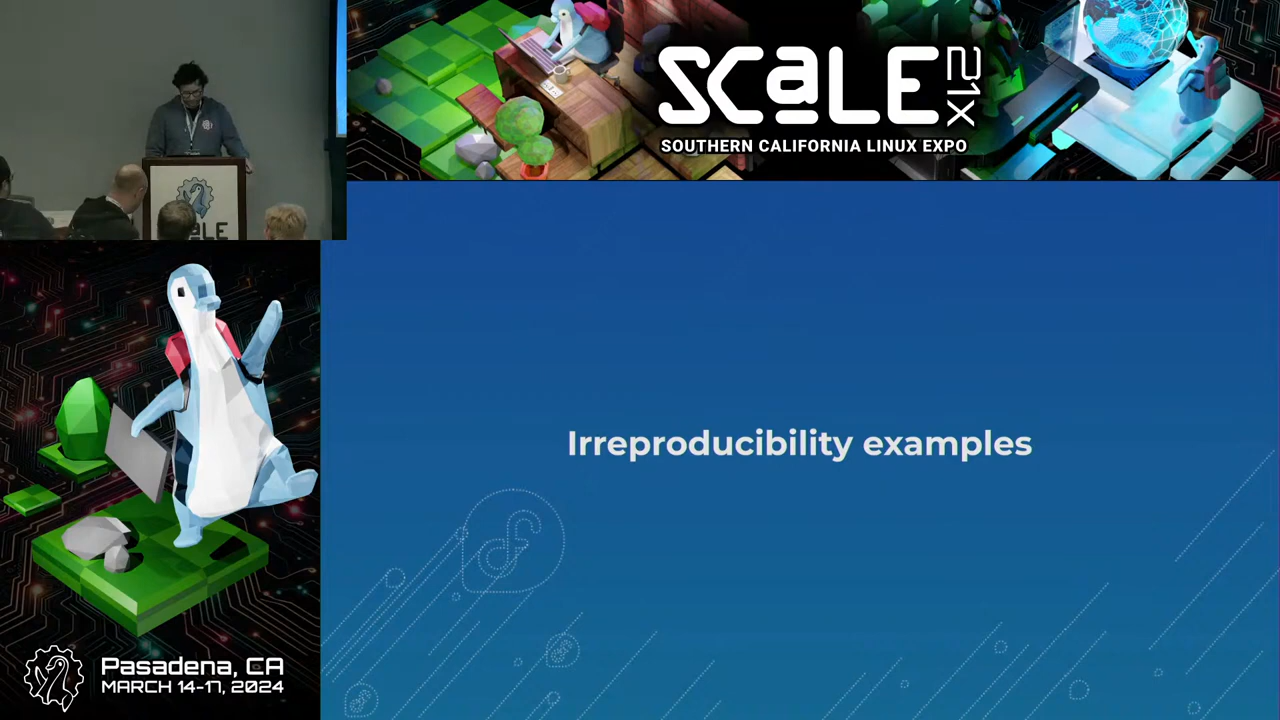 SCaLE 21X
SOUTHERN CALIFORNIA LINUX EXPO
Irreproducibility examples
Pasadena, CA
MARCH 14-17, 2024